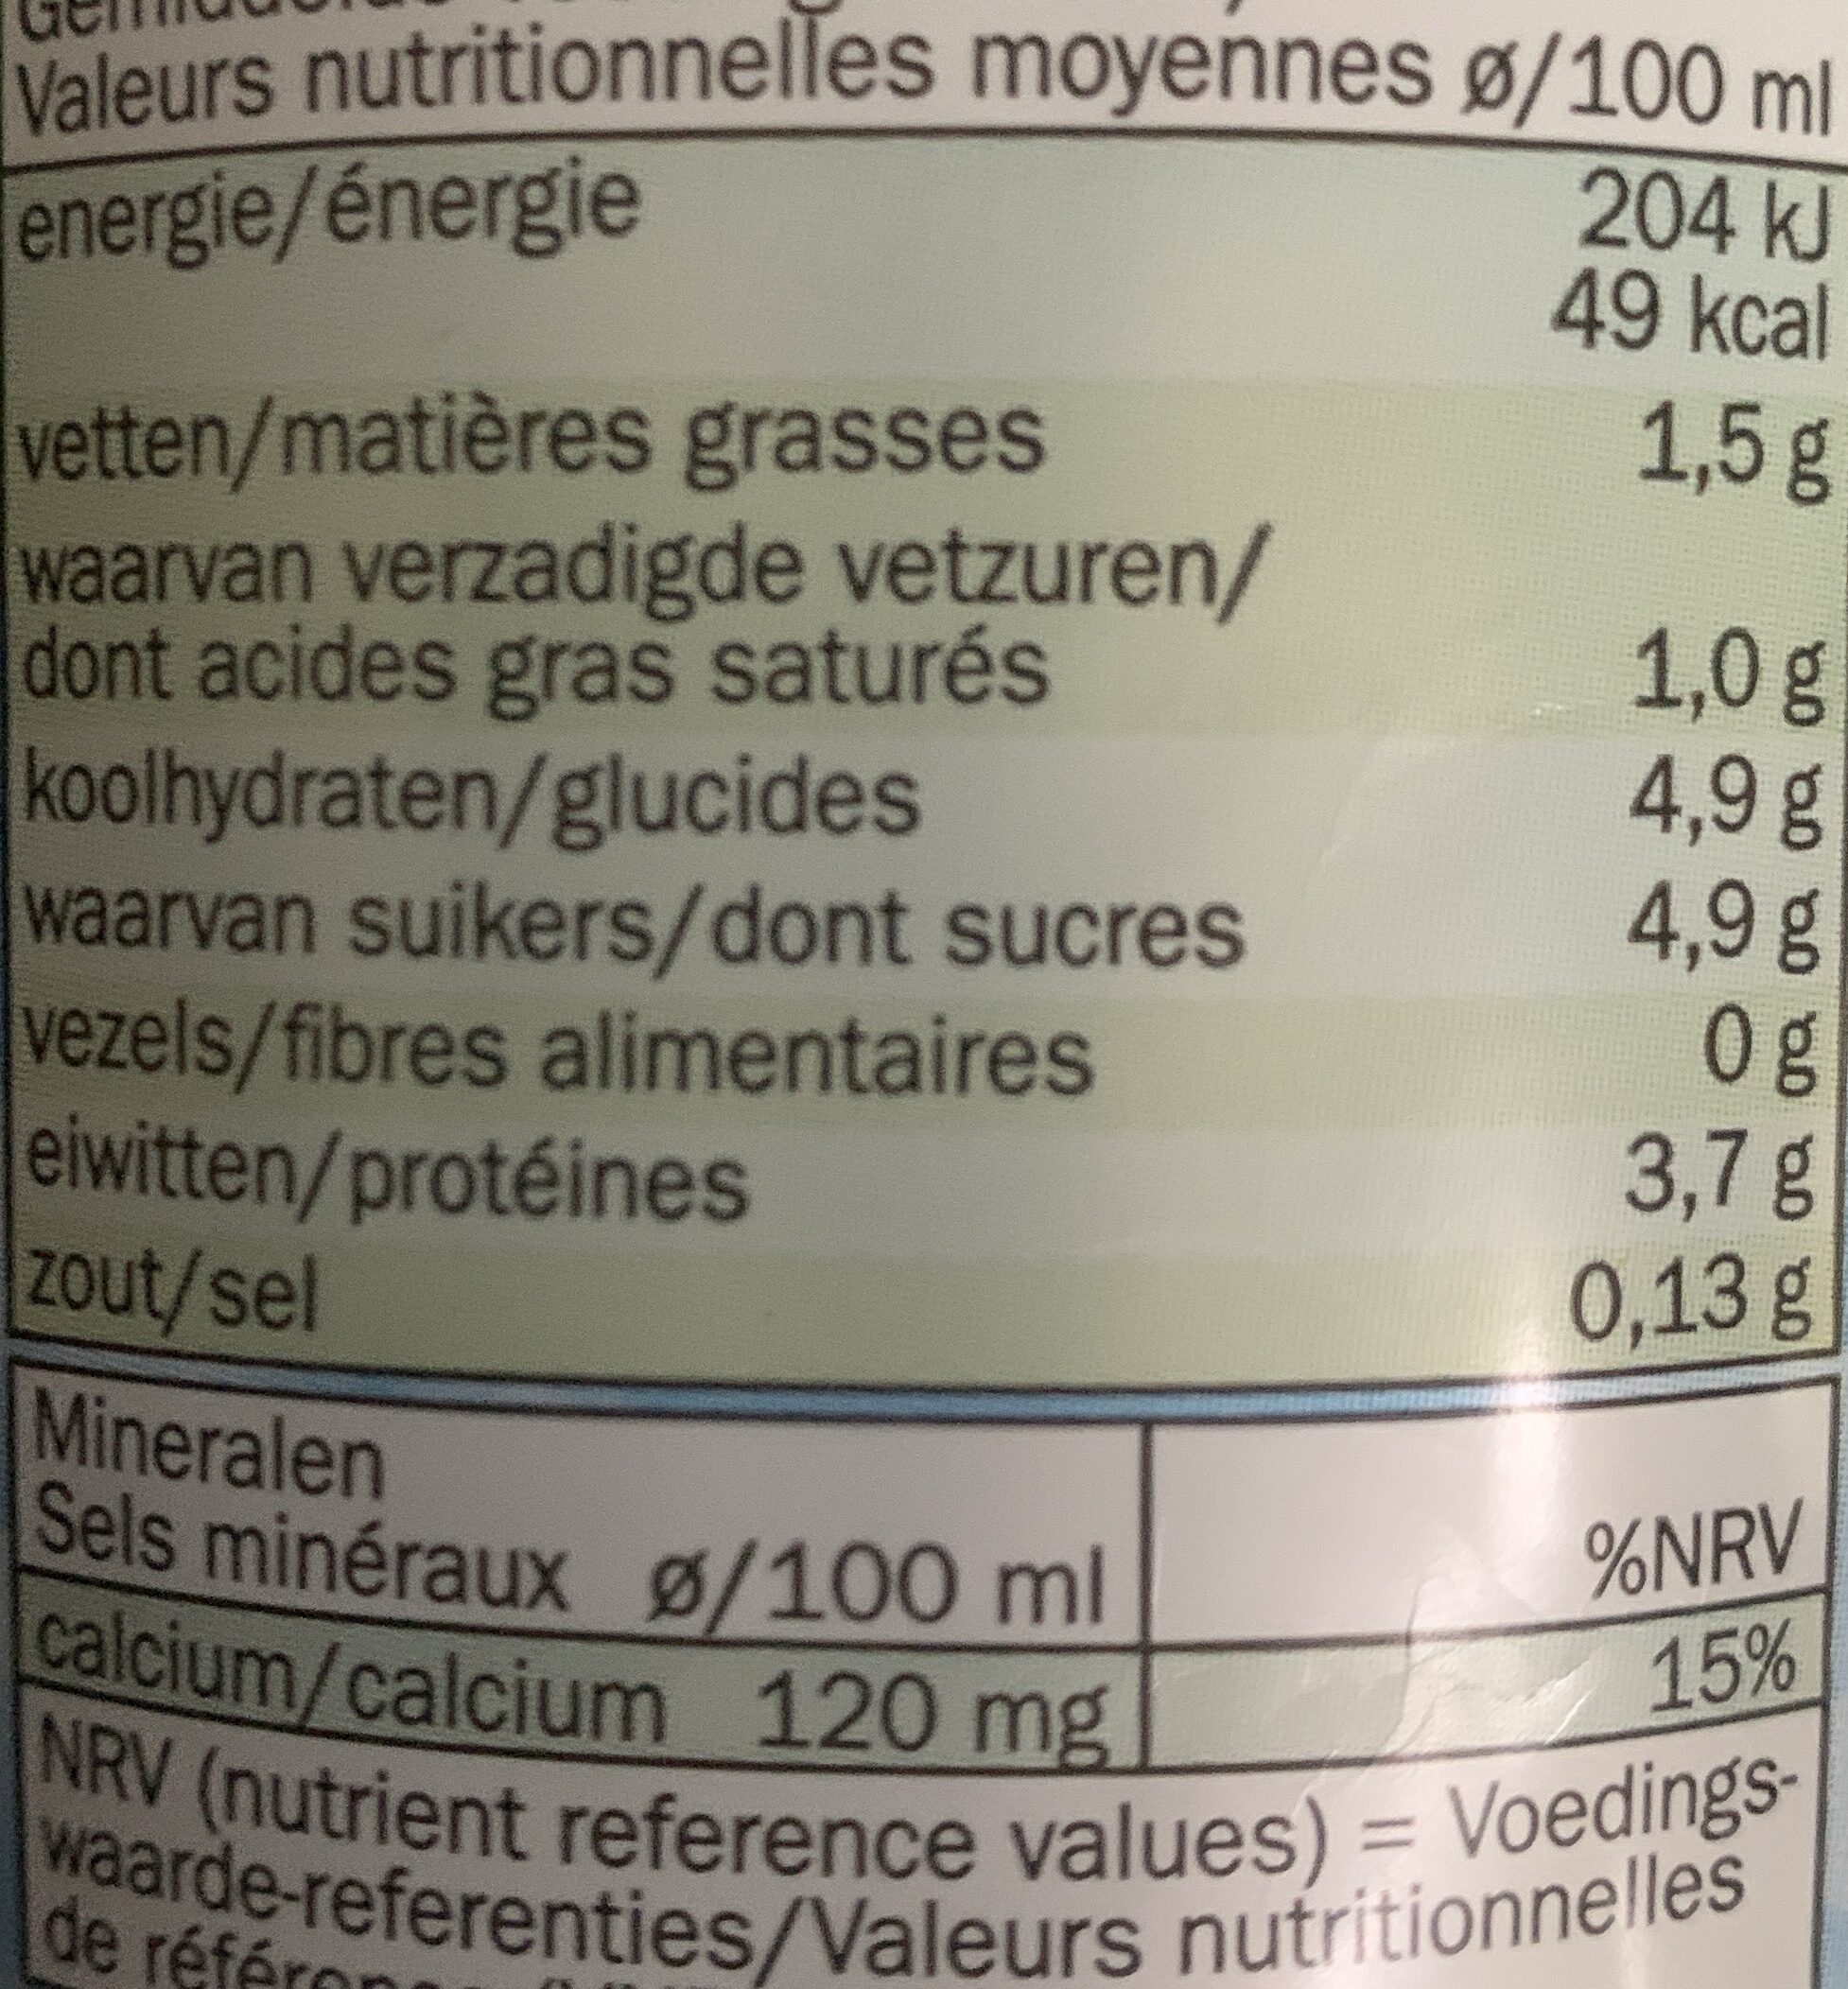 Valeurs nutritionnelles moyennes ø/100 ml
energie/énergie 204 kJ
49 kcal
vetten/matières grasses 1,5 g
waarvan verzadigde vetzuren/
dont acides gras saturés 1,0 g
koolhydraten/glucides 4,9 g
waarvan suikers/dont sucres 4,9 g
vezels/fibres alimentaires 0 g
eiwitten/protéines 3,7 g
zout/sel 0,13 g
Mineralen
Sels minéraux ø/100 ml %NRV
calcium/calcium 120 mg 15%
NRV (nutrient reference values) = Voedings-
waarde-referenties/Valeurs nutritionnelles
de